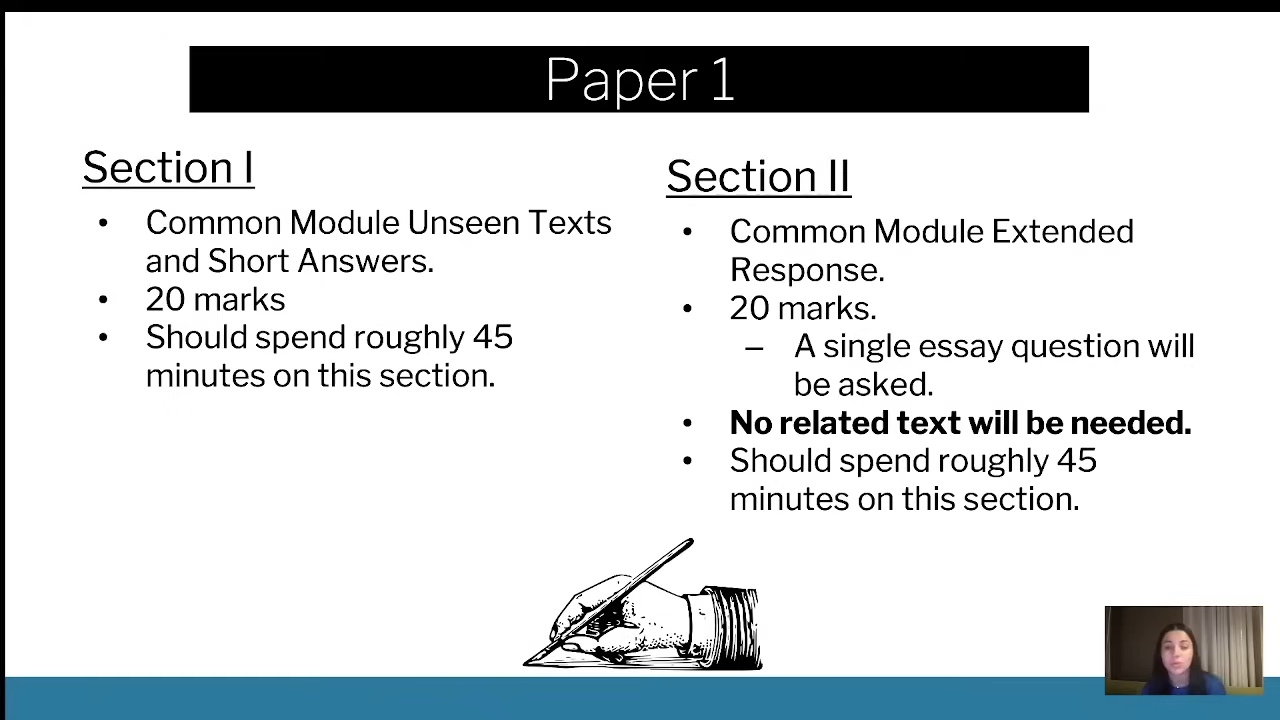 Paper 1
Section I
• Common Module Unseen Texts
and Short Answers.
• 20 marks
• Should spend roughly 45
minutes on this section.
Section II
• Common Module Extended
Response.
• 20 marks.
– A single essay question will
be asked.
• No related text will be needed.
• Should spend roughly 45
minutes on this section.